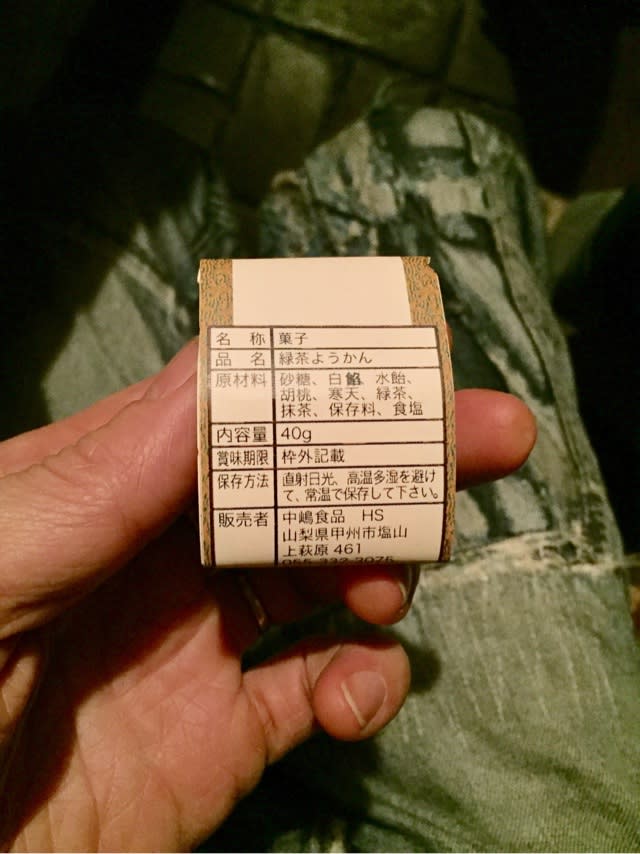 名 称 菓子
品 名 緑茶ようかん
原材料 砂糖、白餡、水飴、
胡桃、寒天、緑茶、
抹茶、保存料、食塩
内容量 40g
賞味期限 枠外記載
保存方法 直射日光、高温多湿を避け
て、常温で保存して下さい。
販売者 中嶋食品 HS
山梨県甲州市塩山
上萩原 461